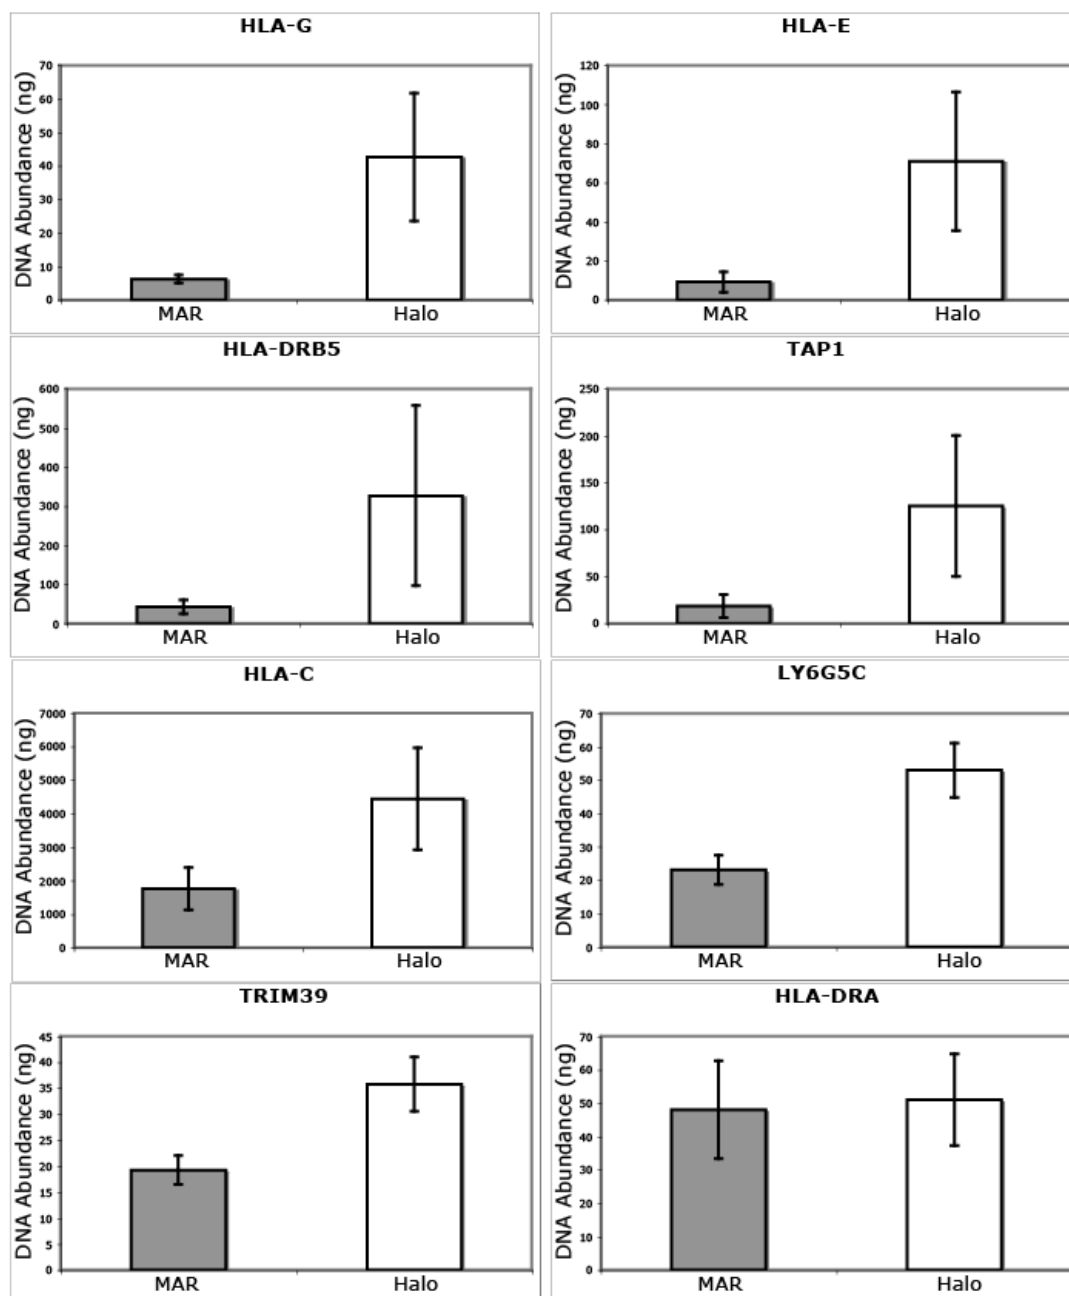 HLA-G
DNA Abundance (ng)
70
60
50
40
30
20
10
0
MAR Halo
HLA-E
DNA Abundance (ng)
120
100
80
60
40
20
0
MAR Halo
HLA-DRB5
DNA Abundance (ng)
600
500
400
300
200
100
0
MAR Halo
TAP1
DNA Abundance (ng)
250
200
150
100
50
0
MAR Halo
HLA-C
DNA Abundance (ng)
7000
6000
5000
4000
3000
2000
1000
0
MAR Halo
LY6G5C
DNA Abundance (ng)
70
60
50
40
30
20
10
0
MAR Halo
TRIM39
DNA Abundance (ng)
45
40
35
30
25
20
15
10
5
0
MAR Halo
HLA-DRA
DNA Abundance (ng)
70
60
50
40
30
20
10
0
MAR Halo